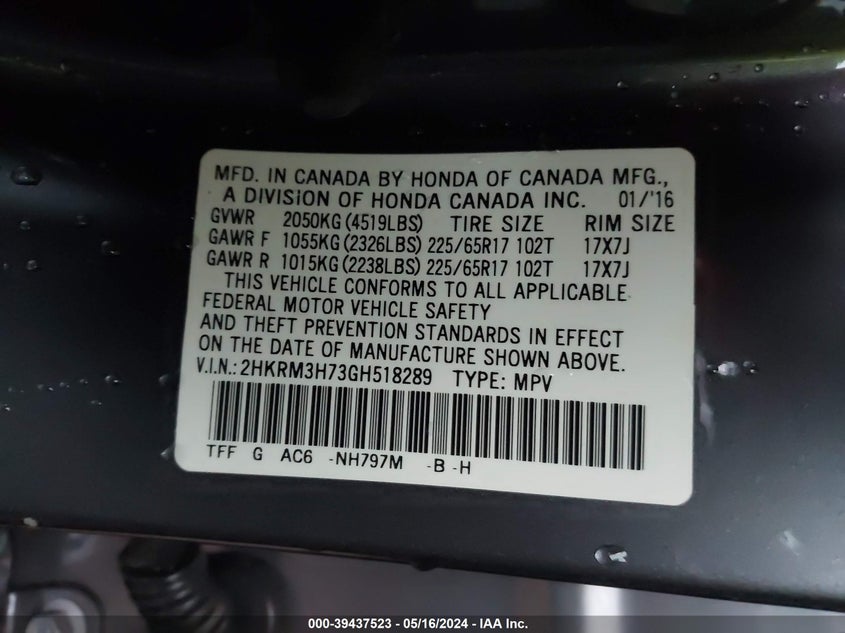 MFD. IN CANADA BY HONDA OF CANADA MFG.,
A DIVISION OF HONDA CANADA INC. 01/'16
GVWR 2050KG (4519LBS) TIRE SIZE RIM SIZE
GAWR F 1055KG (2326LBS) 225/65R17 102T 17X7J
GAWR R 1015KG (2238LBS) 225/65R17 102T 17X7J
THIS VEHICLE CONFORMS TO ALL APPLICABLE
FEDERAL MOTOR VEHICLE SAFETY
AND THEFT PREVENTION STANDARDS IN EFFECT
ON THE DATE OF MANUFACTURE SHOWN ABOVE.
V.I.N.: 2HKRM3H73GH518289 TYPE: MPV
TFF G AC6 -NH797M -B -H
000-39437523 - 05/16/2024 - IAA Inc.